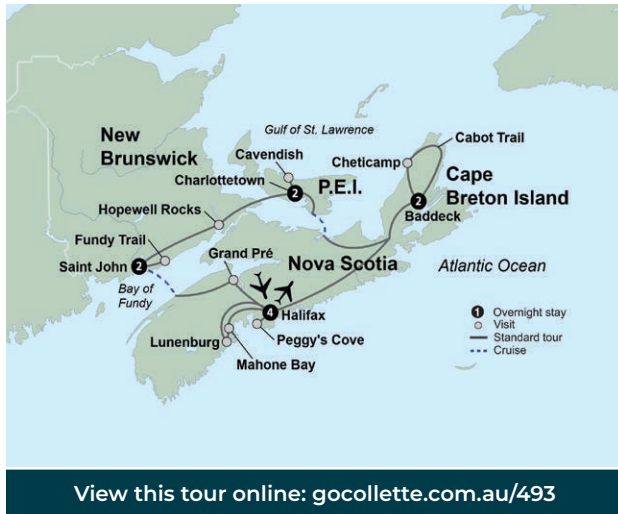 Gulf of St. Lawrence
New
Brunswick
Cavendish
Charlottetown
P.E.I.
2
Cabot Trail
Cheticamp
Cape
Breton Island
2
Baddeck
Hopewell Rocks
Fundy Trail
Saint John
2
Grand Pré
Nova Scotia
Atlantic Ocean
Bay of
Fundy
4
Halifax
Peggy's Cove
Lunenburg
Mahone Bay
1 Overnight stay
Visit
Standard tour
Cruise
View this tour online: gocollette.com.au/493